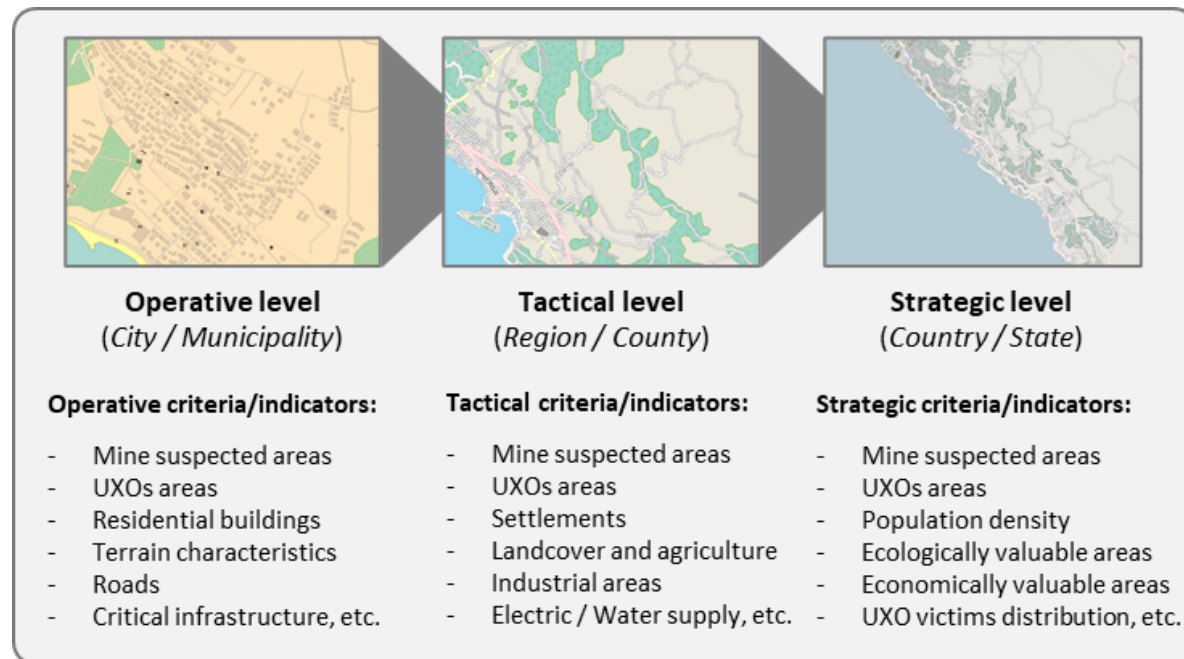 Operative level
(City / Municipality)
Operative criteria/indicators:
- Mine suspected areas
- UXOs areas
- Residential buildings
- Terrain characteristics
- Roads
- Critical infrastructure, etc.
Tactical level
(Region / County)
Tactical criteria/indicators:
- Mine suspected areas
- UXOs areas
- Settlements
- Landcover and agriculture
- Industrial areas
- Electric / Water supply, etc.
Strategic level
(Country / State)
Strategic criteria/indicators:
- Mine suspected areas
- UXOs areas
- Population density
- Ecologically valuable areas
- Economically valuable areas
- UXO victims distribution, etc.